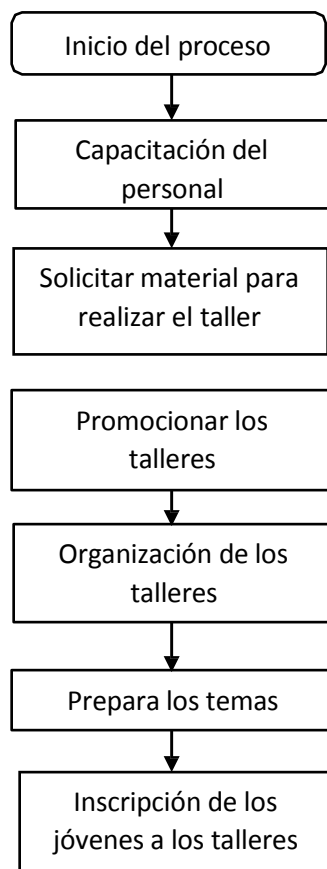 Inicio del proceso
Capacitación del
personal
Solicitar material para
realizar el taller
Promocionar los
talleres
Organización de los
talleres
Prepara los temas
Inscripción de los
jóvenes a los talleres